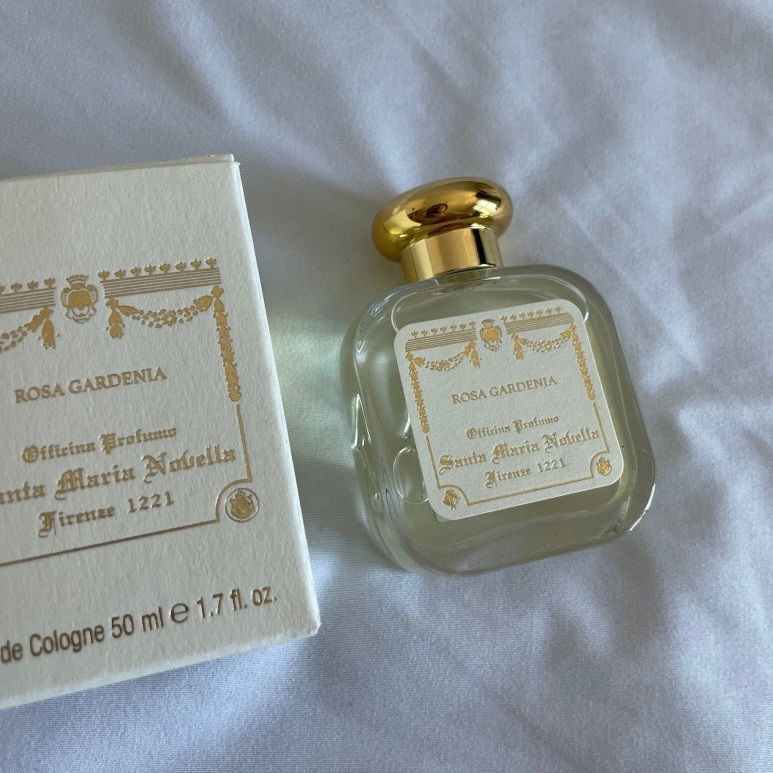 ROSA GARDENIA
Officina Profumo
anta Maria Novella
Firenze 1221
de Cologne 50 ml e 1.7 fl. oz.
ROSA GARDENIA
Officina Profumo
Santa Maria Novella
Firenze 1221